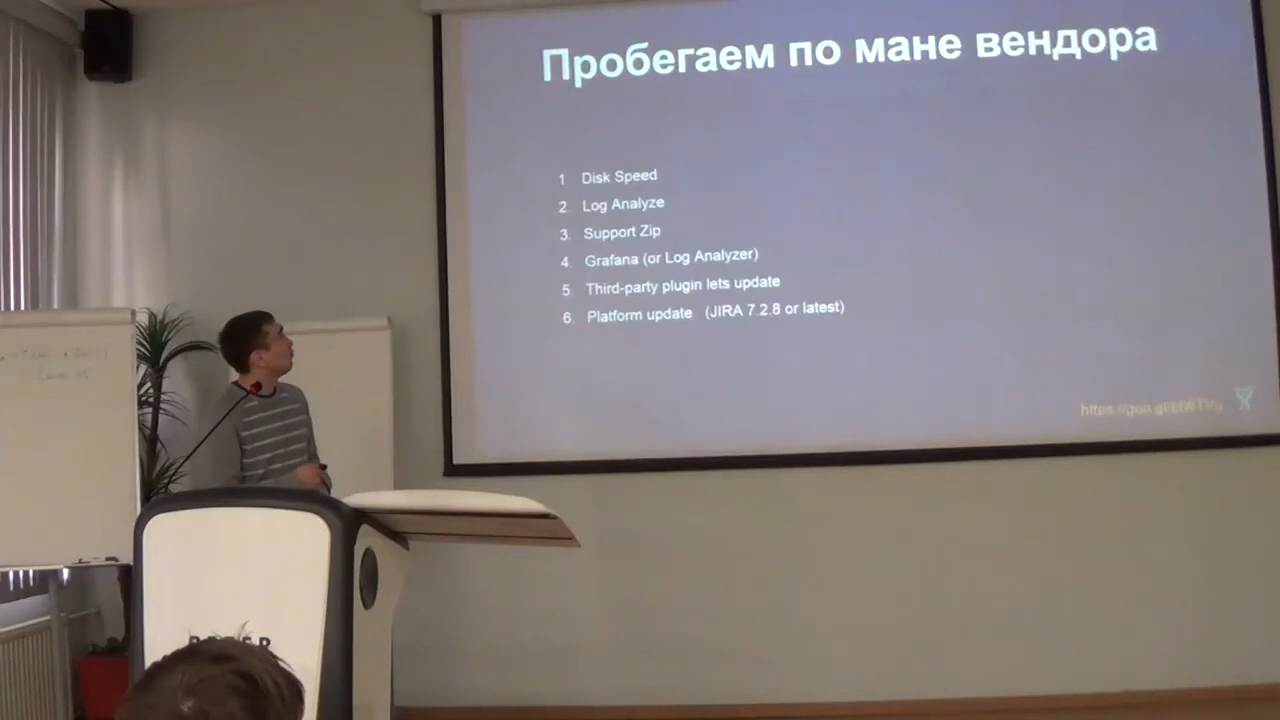 Пробегаем по мане вендора
1. Disk Speed
2. Log Analyze
3. Support Zip
4. Grafana (or Log Analyzer)
5. Third-party plugin lets update
6. Platform update (JIRA 7.2.8 or latest)